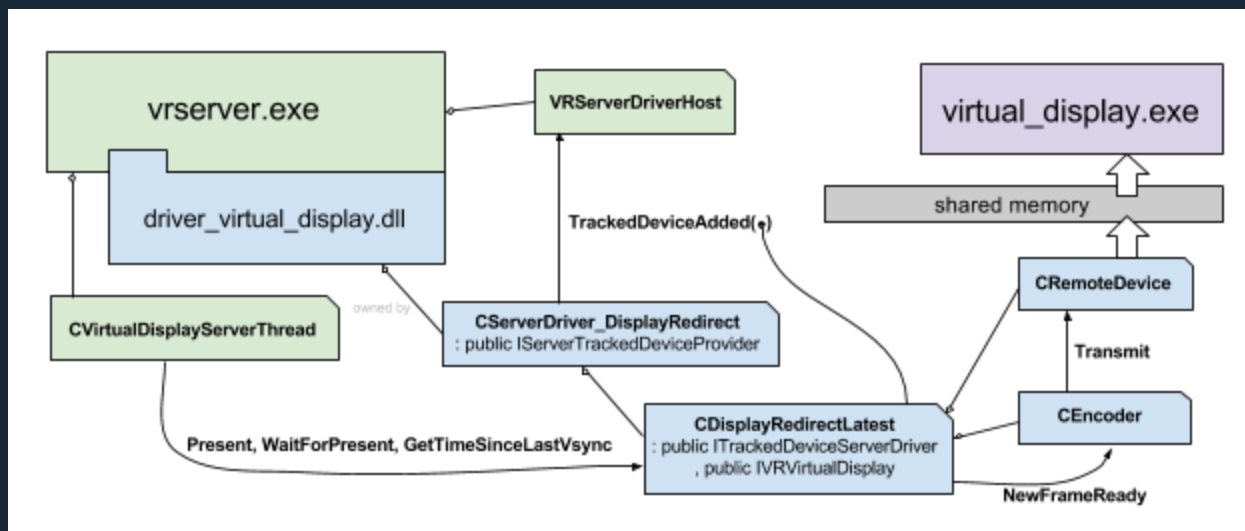 vrserver.exe
VRServerDriverHost
virtual_display.exe
shared memory
driver_virtual_display.dll
TrackedDeviceAdded(•)
CRemoteDevice
owned by
CVirtualDisplayServerThread
CServerDriver_DisplayRedirect
: public IServerTrackedDeviceProvider
Transmit
CEncoder
CDisplayRedirectLatest
: public ITrackedDeviceServerDriver
, public IVRVirtualDisplay
Present, WaitForPresent, GetTimeSinceLastVsync
NewFrameReady